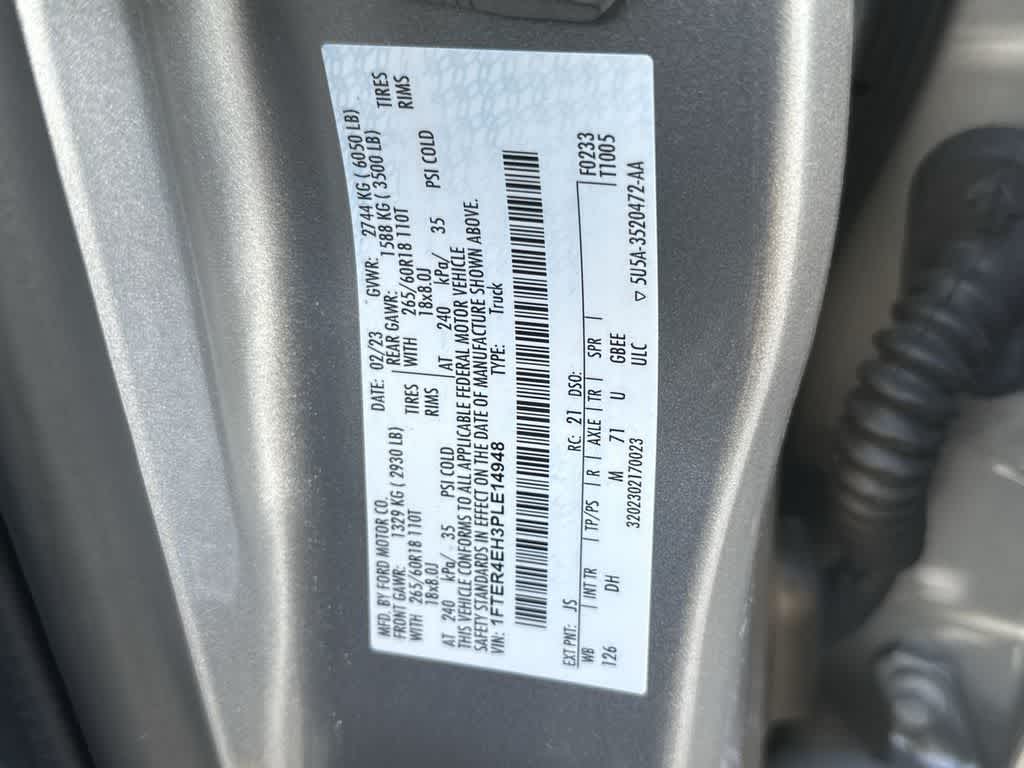 MFD. BY FORD MOTOR CO. DATE: 02/23 GVWR: 2744 KG ( 6050 LB)
FRONT GAWR: 1329 KG ( 2930 LB) REAR GAWR: 1588 KG ( 3500 LB)
WITH 265/60R18 110T TIRES WITH 265/60R18 110T TIRES
18x8.0J RIMS 18x8.0J RIMS
AT 240 kPa/ 35 PSI COLD AT 240 kPa/ 35 PSI COLD
THIS VEHICLE CONFORMS TO ALL APPLICABLE FEDERAL MOTOR VEHICLE
SAFETY STANDARDS IN EFFECT ON THE DATE OF MANUFACTURE SHOWN ABOVE.
VIN: 1FTER4EH3PLE14948 TYPE: Truck
EXT PNT: JS RC: 21 DSO: F0233
WB INT TR TP/PS R AXLE TR SPR TT005
126 DH M 71 U GBEE
3202302170023 ULC ▽ 5U5A-3520472-AA